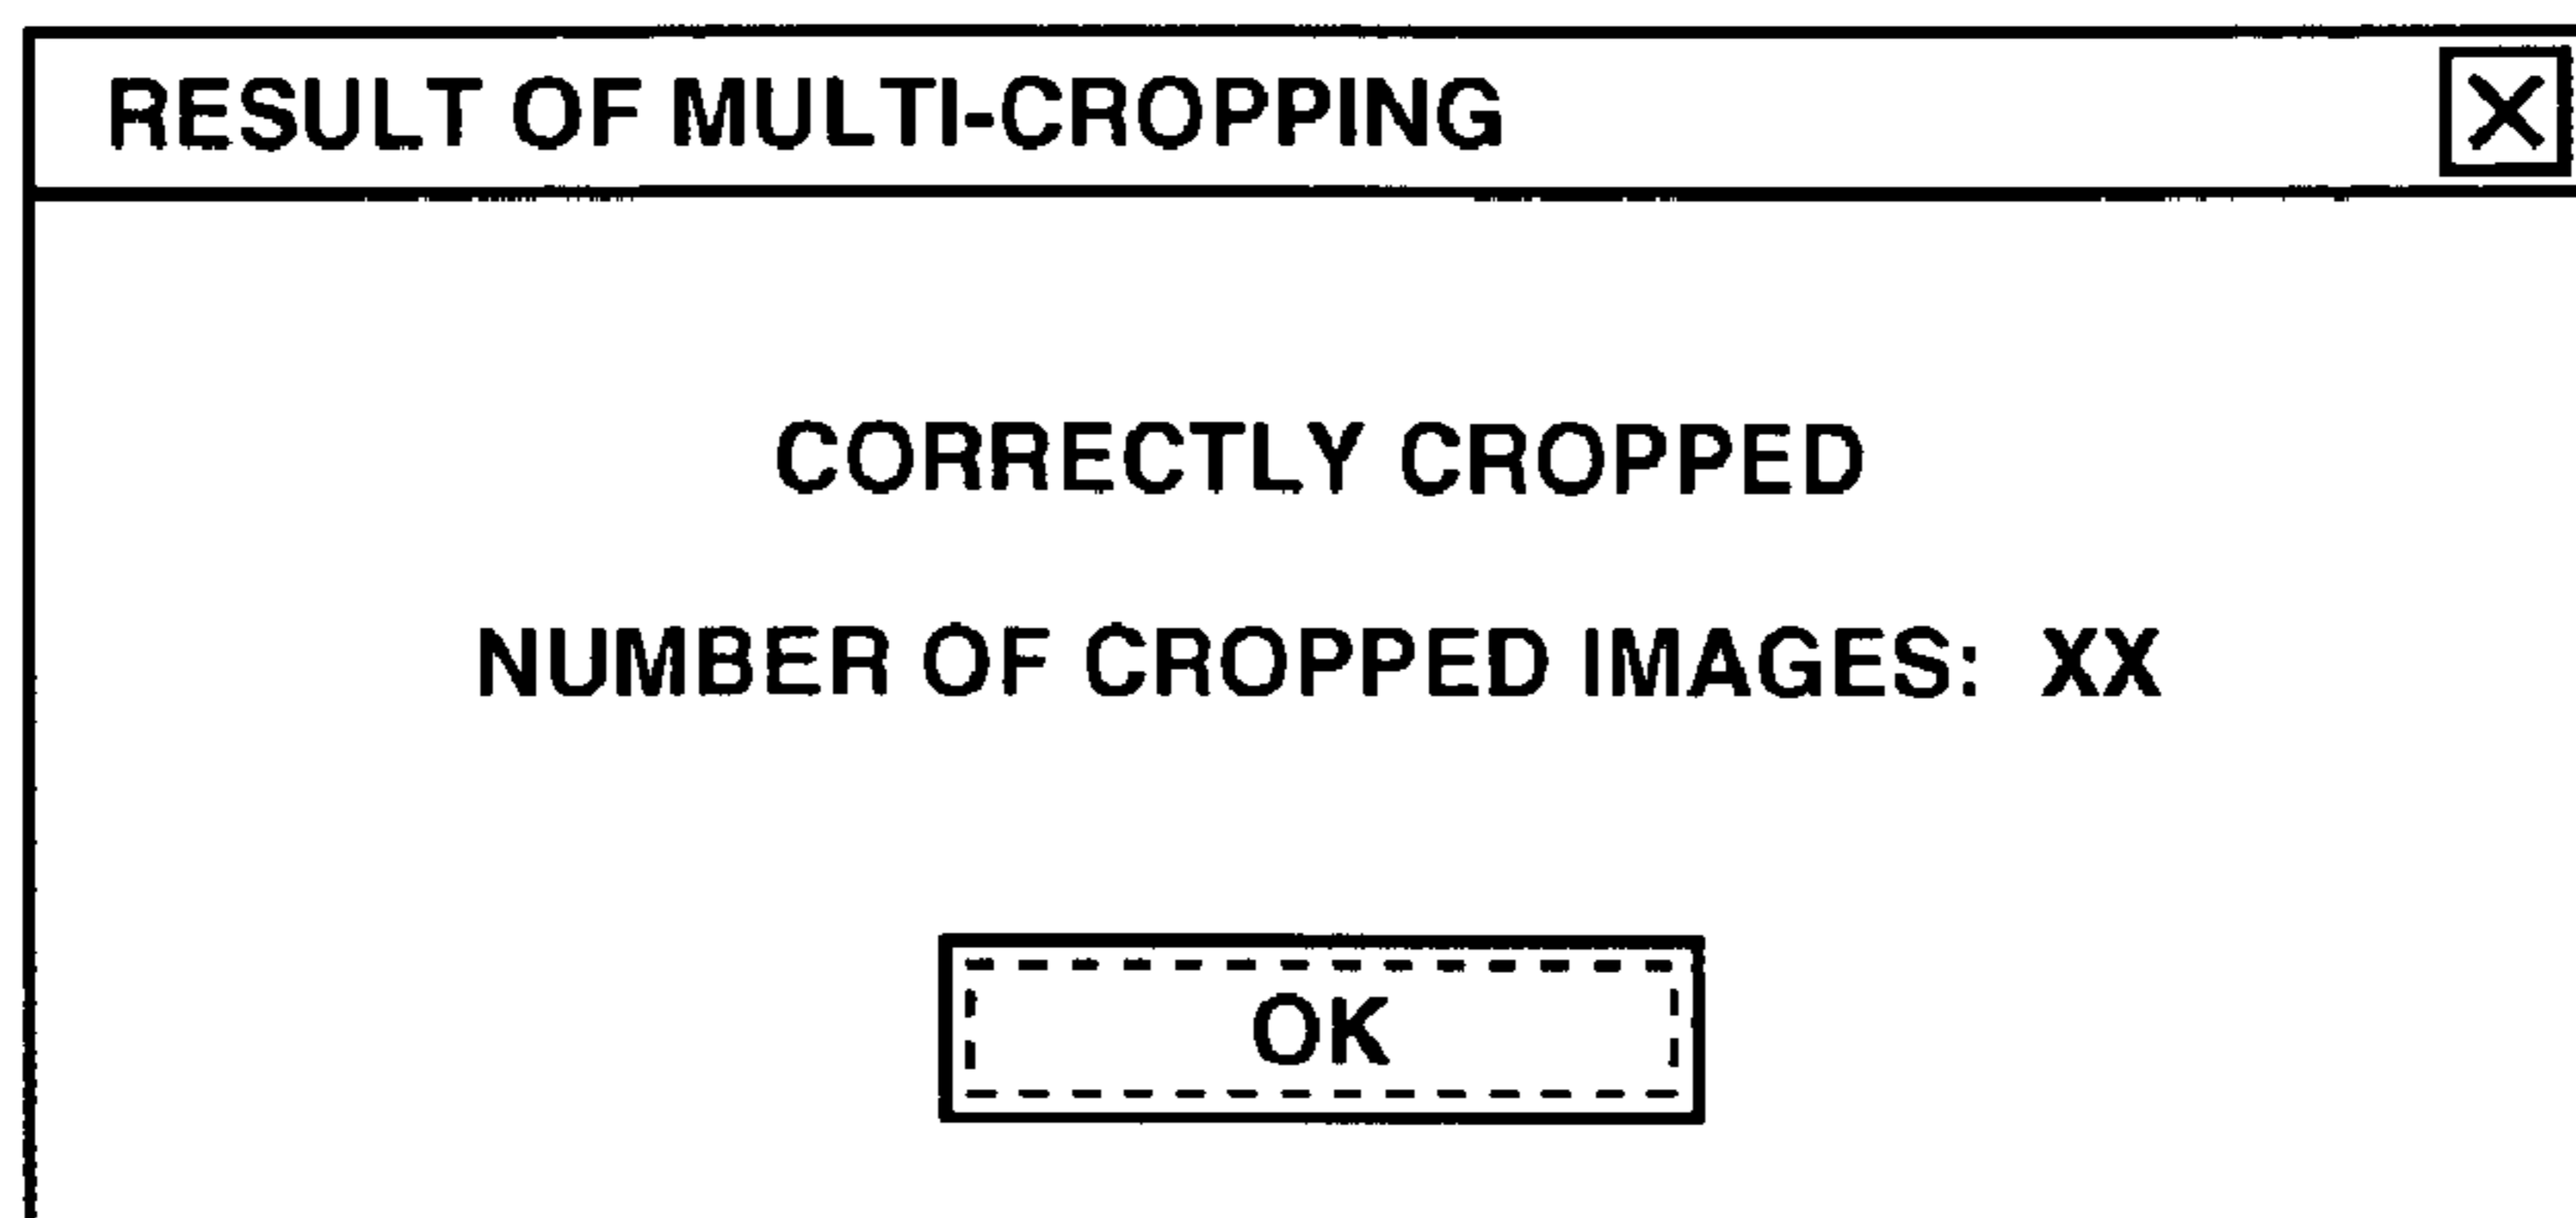 RESULT OF MULTI-CROPPING
CORRECTLY CROPPED
NUMBER OF CROPPED IMAGES: XX
OK